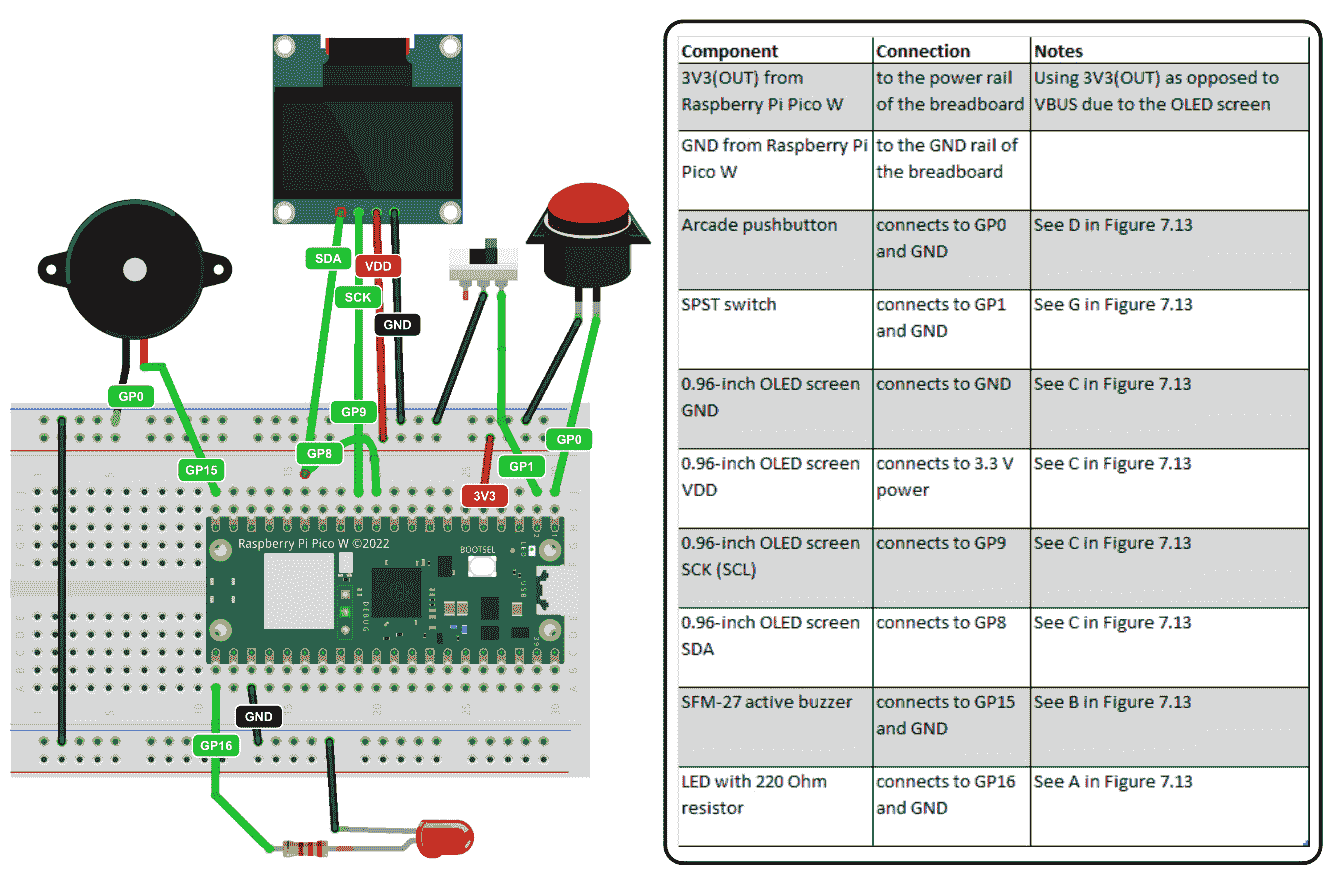 SDA
VDD
SCK
GND
GP0
GP9
GP8
GP0
GP15
GP1
3V3
Raspberry Pi Pico W ©2022
BOOTSEL
LED
USB
DEBUG
GND
GP16
Component Connection Notes
3V3(OUT) from to the power rail Using 3V3(OUT) as opposed to
Raspberry Pi Pico W of the breadboard VBUS due to the OLED screen
GND from Raspberry Pi to the GND rail of
Pico W the breadboard
Arcade pushbutton connects to GP0 See D in Figure 7.13
and GND
SPST switch connects to GP1 See G in Figure 7.13
and GND
0.96-inch OLED screen connects to GND See C in Figure 7.13
GND
0.96-inch OLED screen connects to 3.3 V See C in Figure 7.13
VDD power
0.96-inch OLED screen connects to GP9 See C in Figure 7.13
SCK (SCL)
0.96-inch OLED screen connects to GP8 See C in Figure 7.13
SDA
SFM-27 active buzzer connects to GP15 See B in Figure 7.13
and GND
LED with 220 Ohm connects to GP16 See A in Figure 7.13
resistor and GND